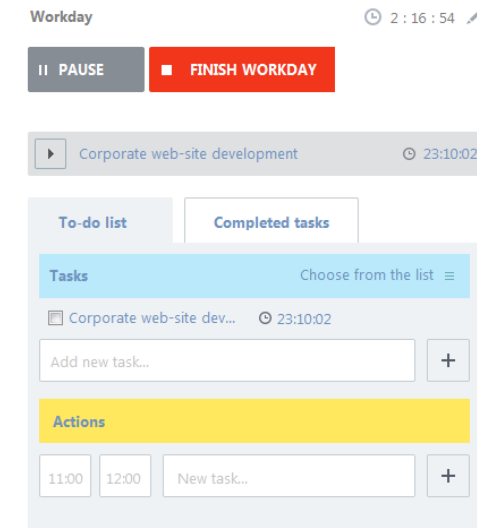 Workday 2 : 16 : 54
PAUSE FINISH WORKDAY
Corporate web-site development 23:10:02
To-do list Completed tasks
Tasks Choose from the list
Corporate web-site dev... 23:10:02
Add new task... +
Actions
11:00 12:00 New task... +